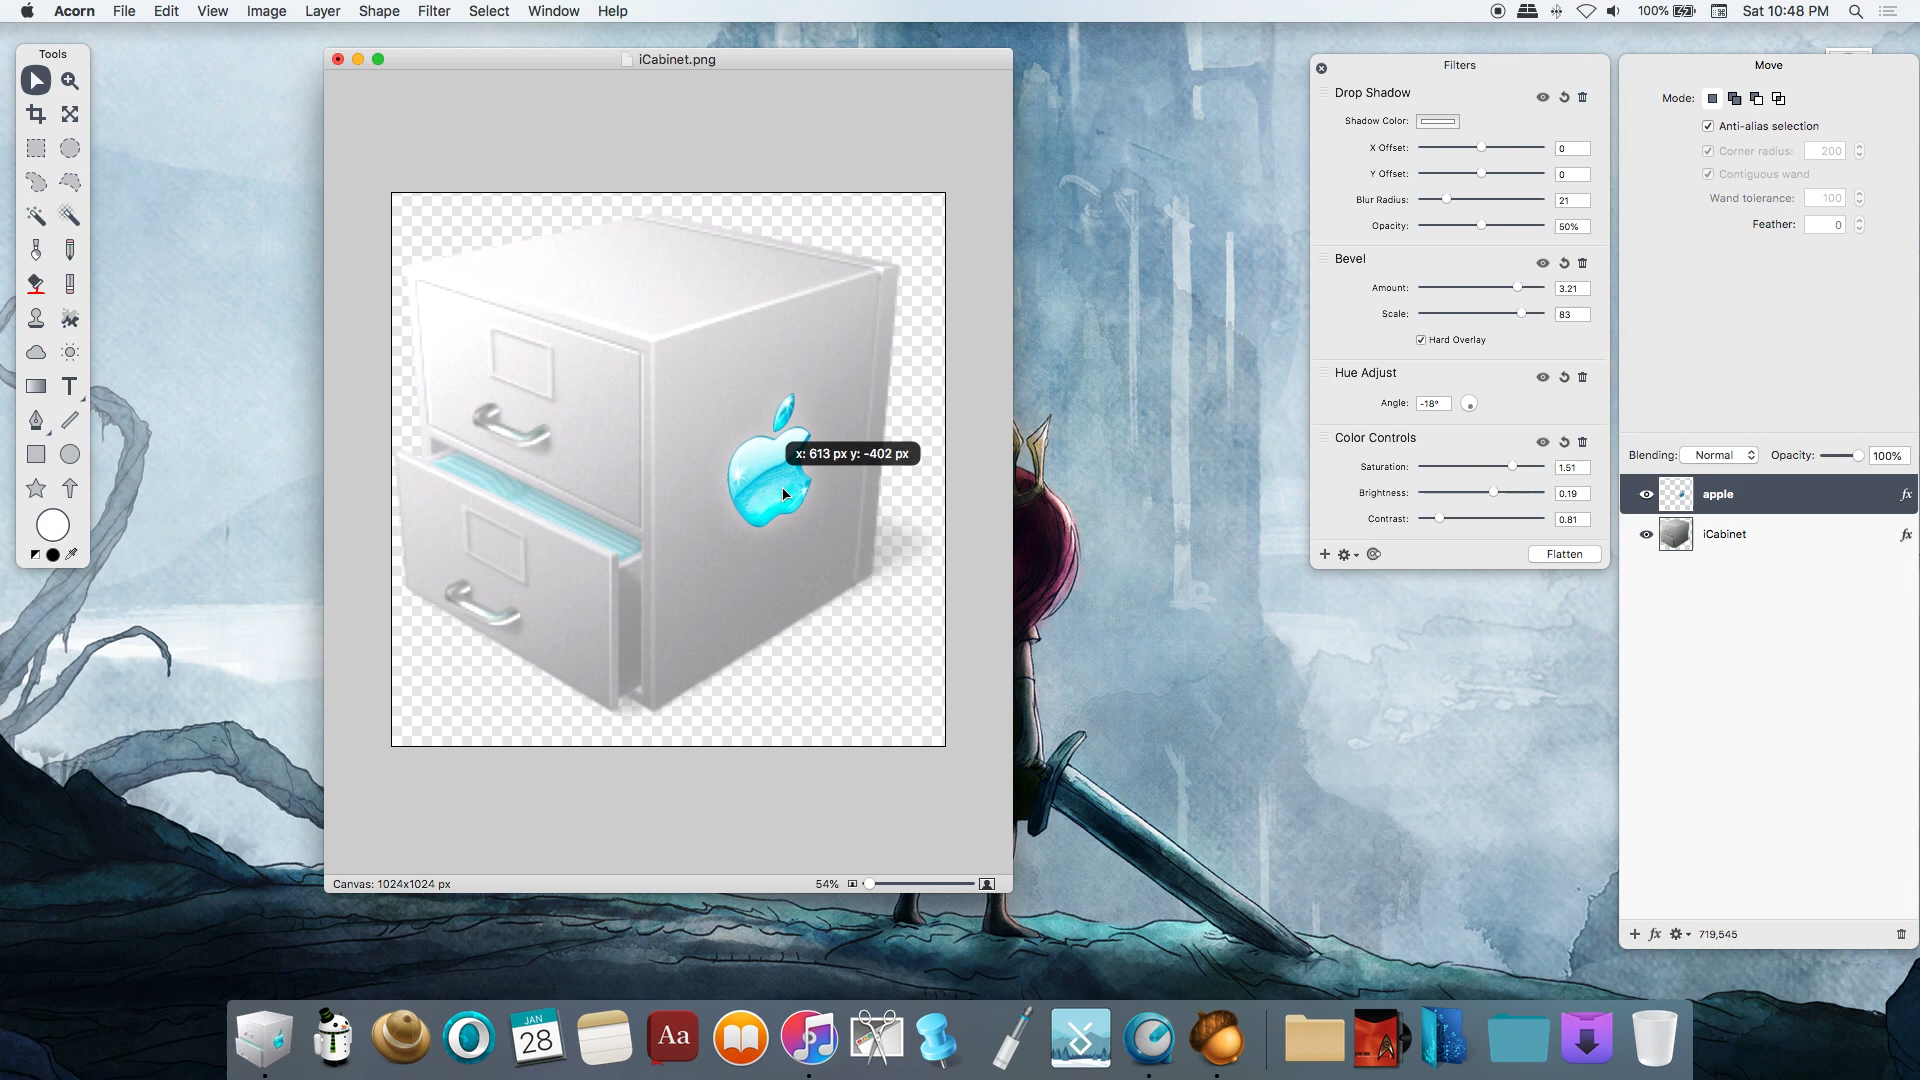 Acorn File Edit View Image Layer Shape Filter Select Window Help
100% Sat 10:48 PM
Tools
iCabinet.png
x: 613 px y: -402 px
Canvas: 1024x1024 px
54%
Filters
Drop Shadow
Shadow Color:
X Offset: 0
Y Offset: 0
Blur Radius: 21
Opacity: 50%
Bevel
Amount: 3.21
Scale: 83
Hard Overlay
Hue Adjust
Angle: -18°
Color Controls
Saturation: 1.51
Brightness: 0.19
Contrast: 0.81
Flatten
Move
Mode:
Anti-alias selection
Corner radius: 200
Contiguous wand
Wand tolerance: 100
Feather: 0
Blending: Normal Opacity: 100%
apple fx
iCabinet fx
fx 719,545
JAN
28
Aa